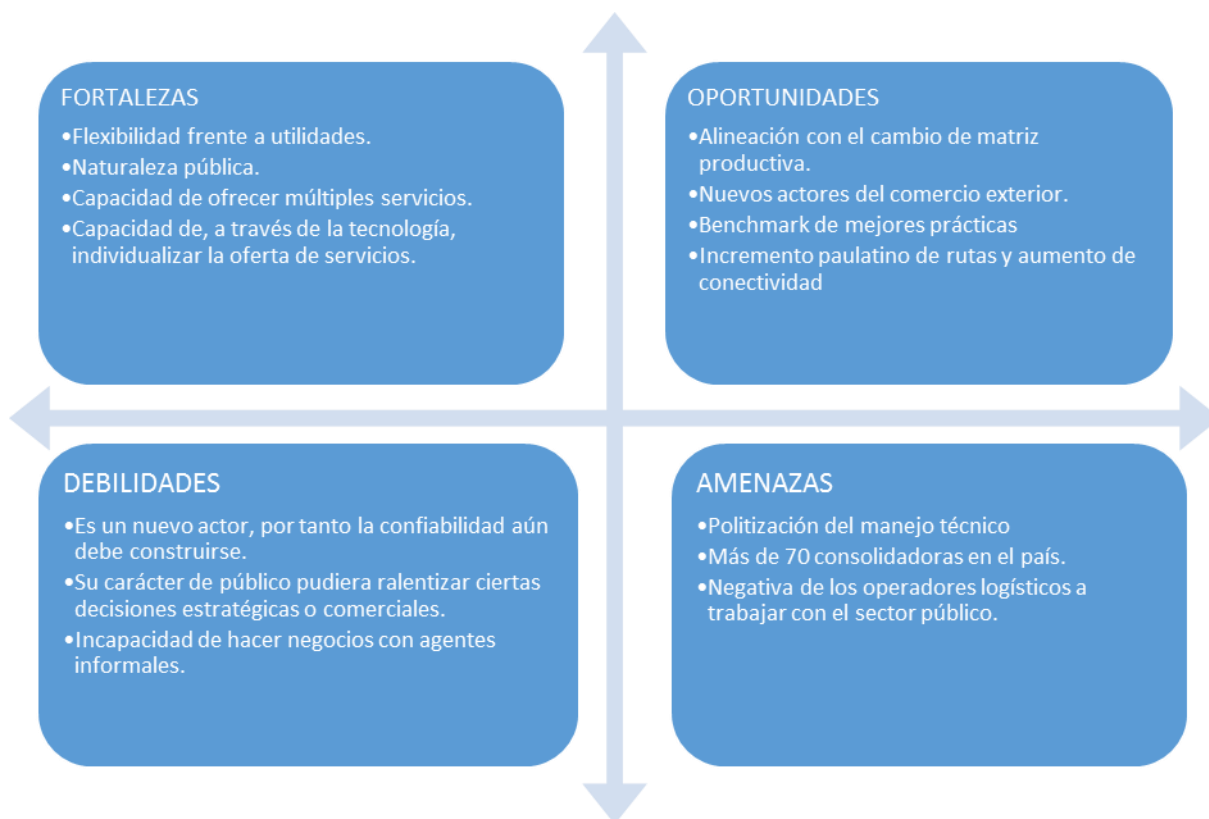 FORTALEZAS
•Flexibilidad frente a utilidades.
•Naturaleza pública.
•Capacidad de ofrecer múltiples servicios.
•Capacidad de, a través de la tecnología,
individualizar la oferta de servicios.
OPORTUNIDADES
•Alineación con el cambio de matriz
productiva.
•Nuevos actores del comercio exterior.
•Benchmark de mejores prácticas
•Incremento paulatino de rutas y aumento de
conectividad
DEBILIDADES
•Es un nuevo actor, por tanto la confiabilidad aún
debe construirse.
•Su carácter de público pudiera ralentizar ciertas
decisiones estratégicas o comerciales.
•Incapacidad de hacer negocios con agentes
informales.
AMENAZAS
•Politización del manejo técnico
•Más de 70 consolidadoras en el país.
•Negativa de los operadores logísticos a
trabajar con el sector público.